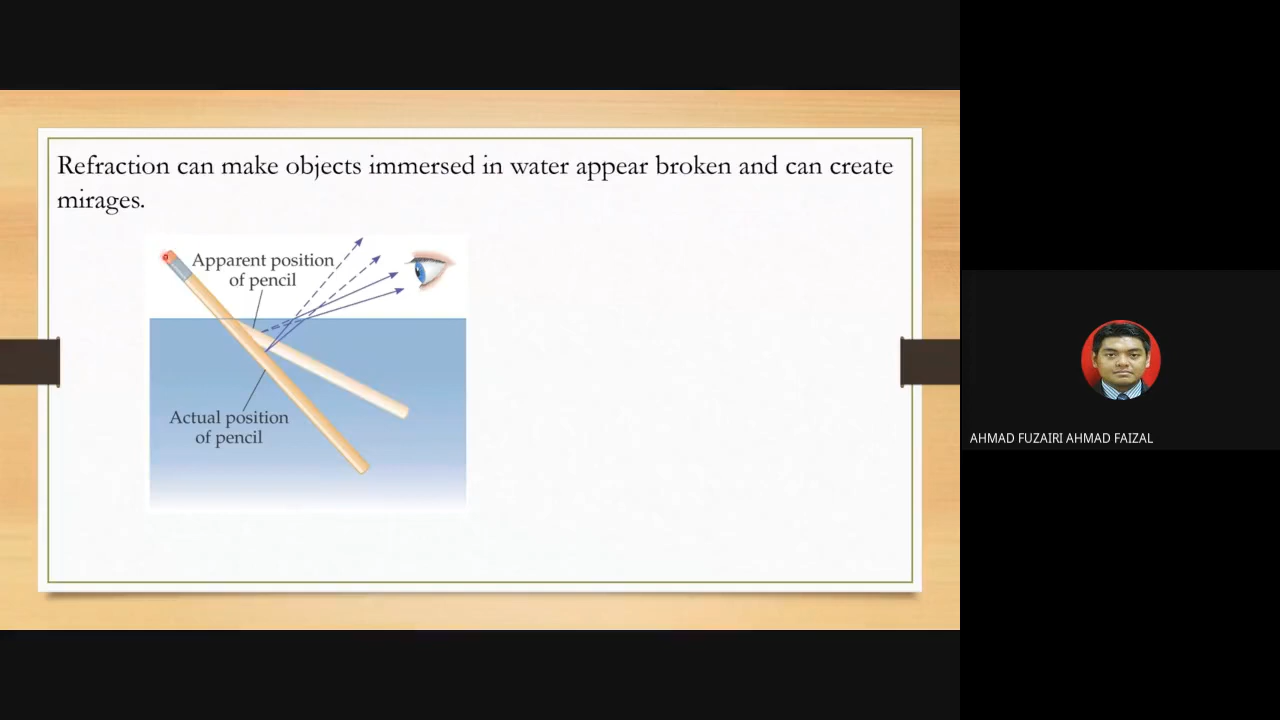 Refraction can make objects immersed in water appear broken and can create
mirages.
Apparent position
of pencil
Actual position
of pencil
AHMAD FUZAIRI AHMAD FAIZAL